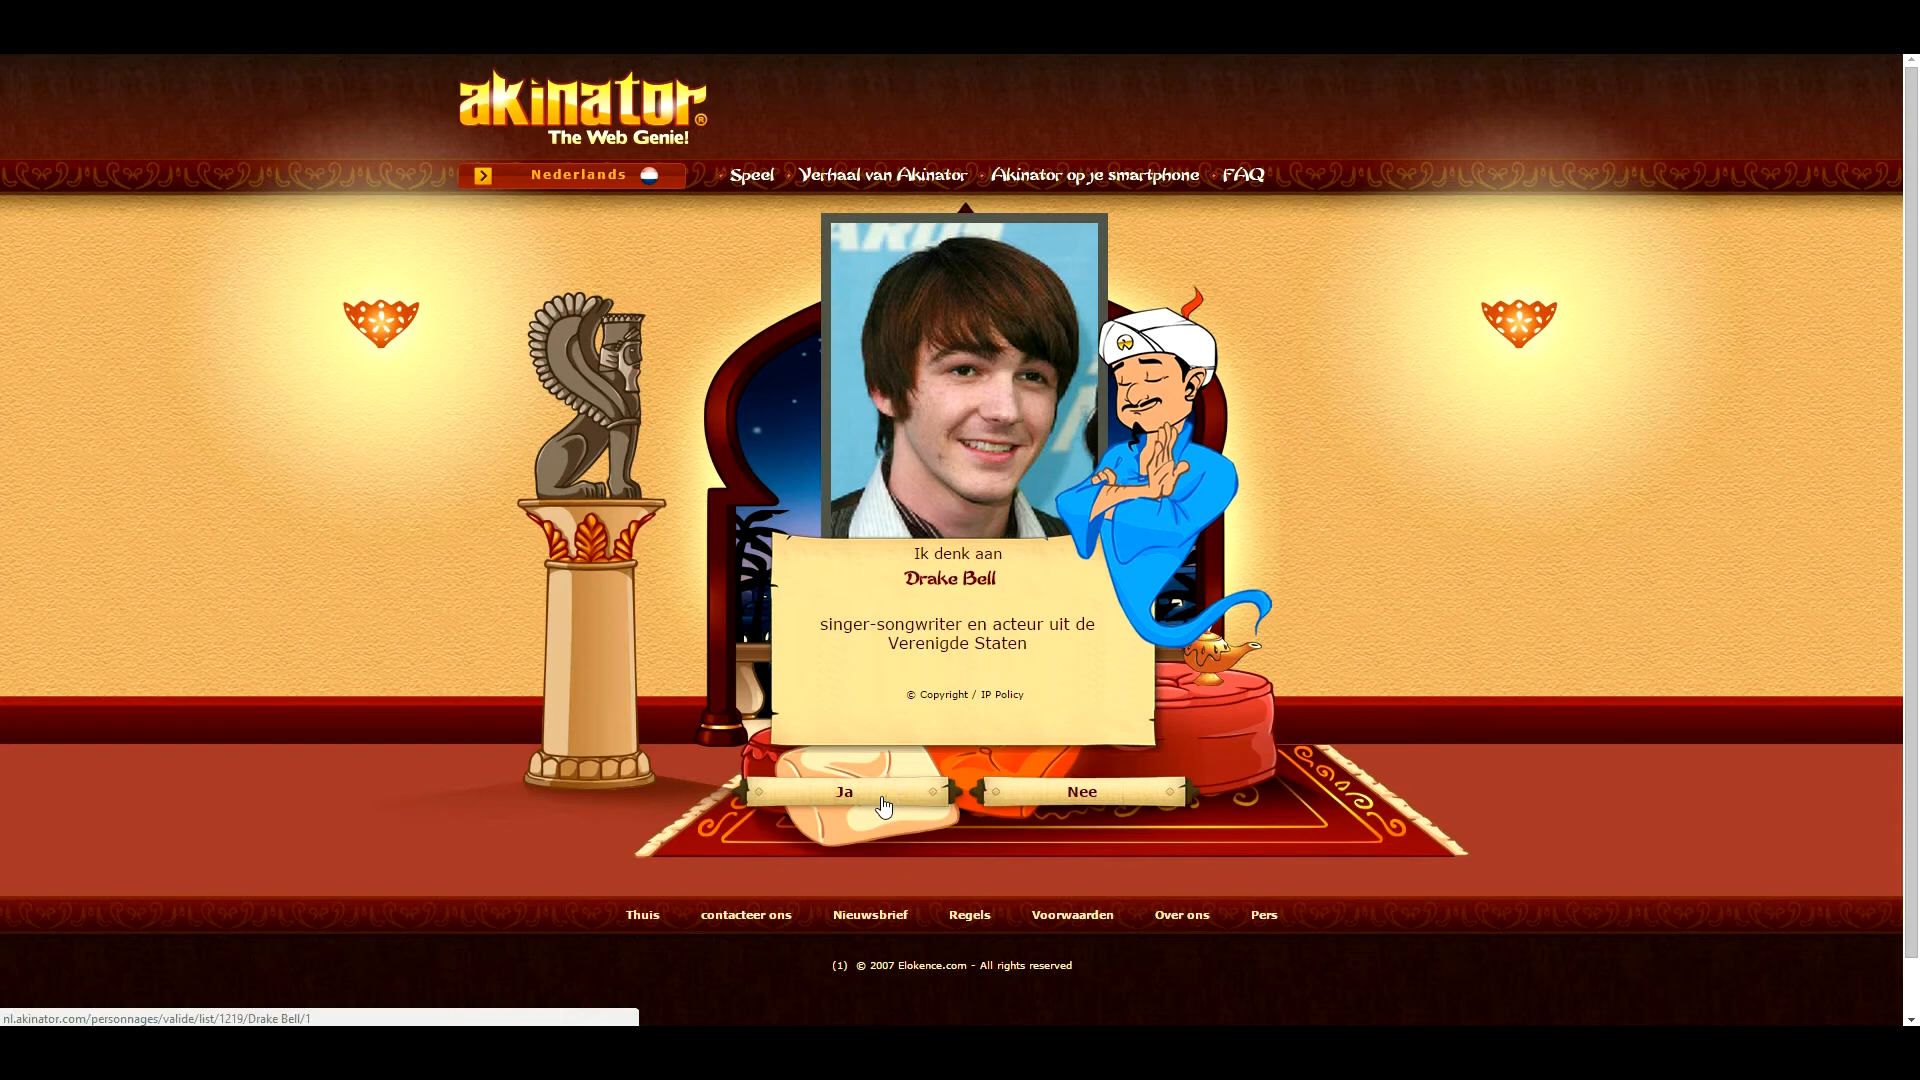 akinator®
The Web Genie!
Nederlands
Speel
Verhaal van Akinator
Akinator op je smartphone
FAQ
Ik denk aan
Drake Bell
singer-songwriter en acteur uit de
Verenigde Staten
© Copyright / IP Policy
Ja
Nee
Thuis
contacteer ons
Nieuwsbrief
Regels
Voorwaarden
Over ons
Pers
(1) © 2007 Elokence.com - All rights reserved
nl.akinator.com/personnages/valide/list/1219/Drake Bell/1